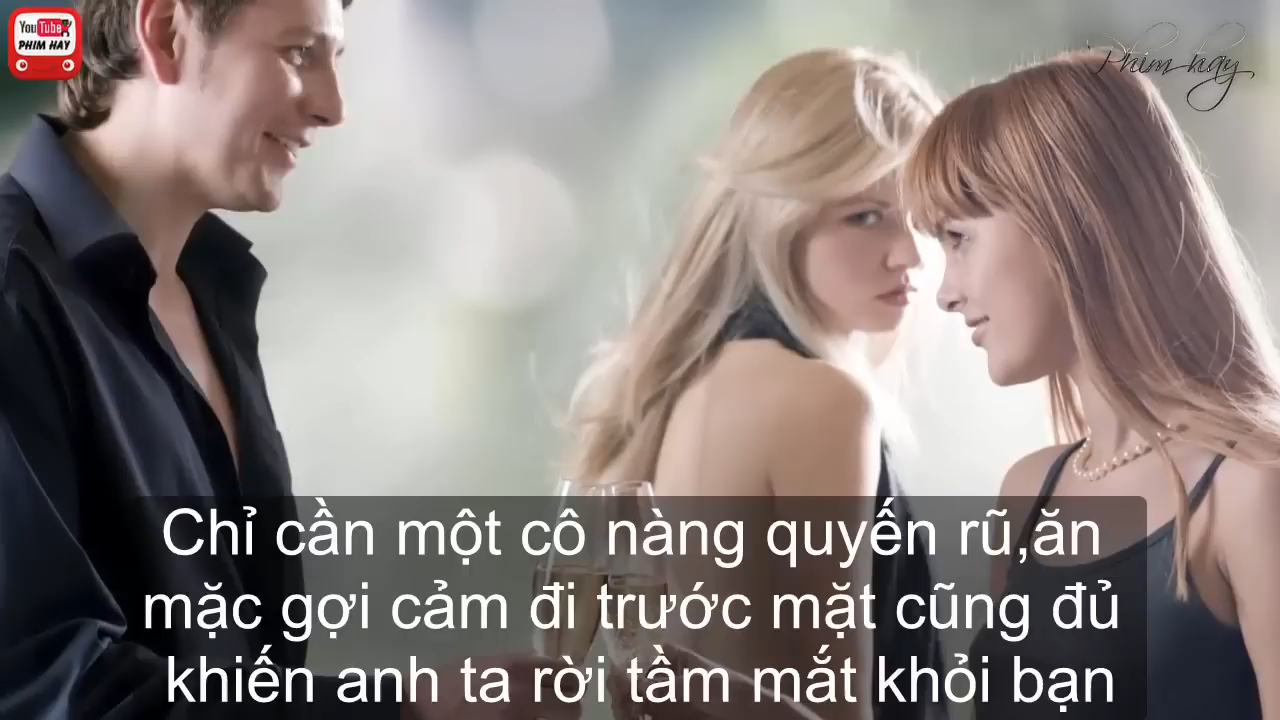 YouTube
PHIM HAY
Phim hay
Chỉ cần một cô nàng quyến rũ,ăn
mặc gợi cảm đi trước mặt cũng đủ
khiến anh ta rời tầm mắt khỏi bạn